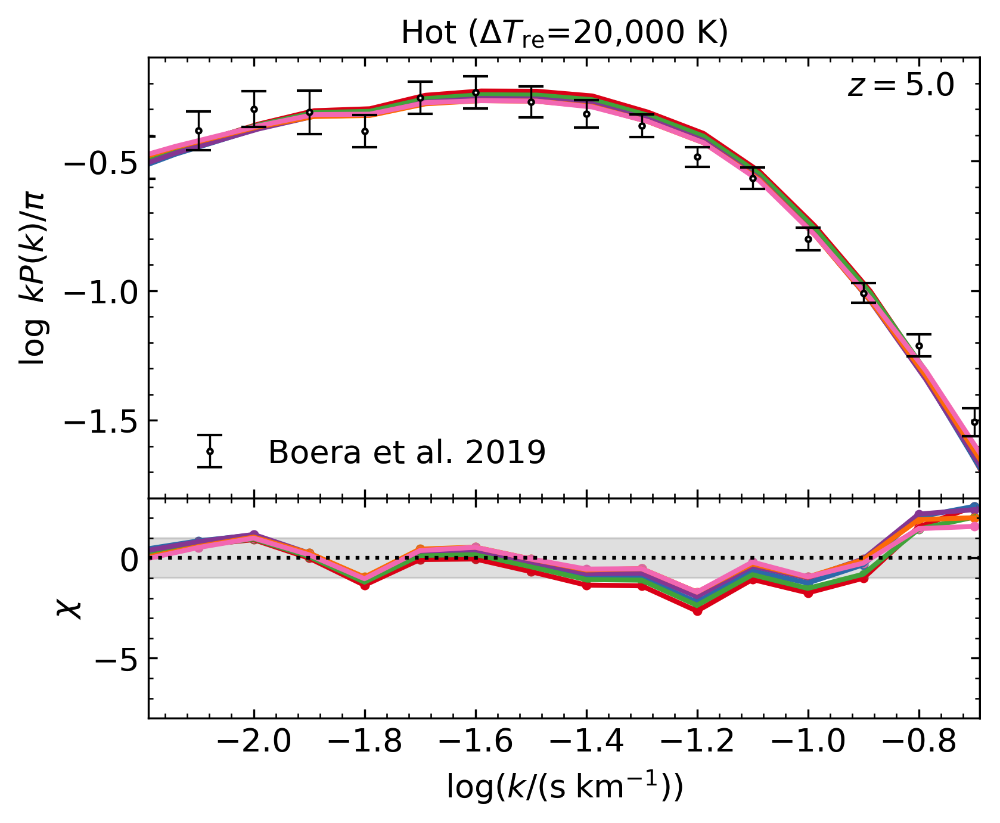 Hot (ΔT_re=20,000 K)
z = 5.0
log kP(k)/π
−0.5
−1.0
−1.5
Boera et al. 2019
χ
0
−5
−2.0 −1.8 −1.6 −1.4 −1.2 −1.0 −0.8
log(k/(s km⁻¹))